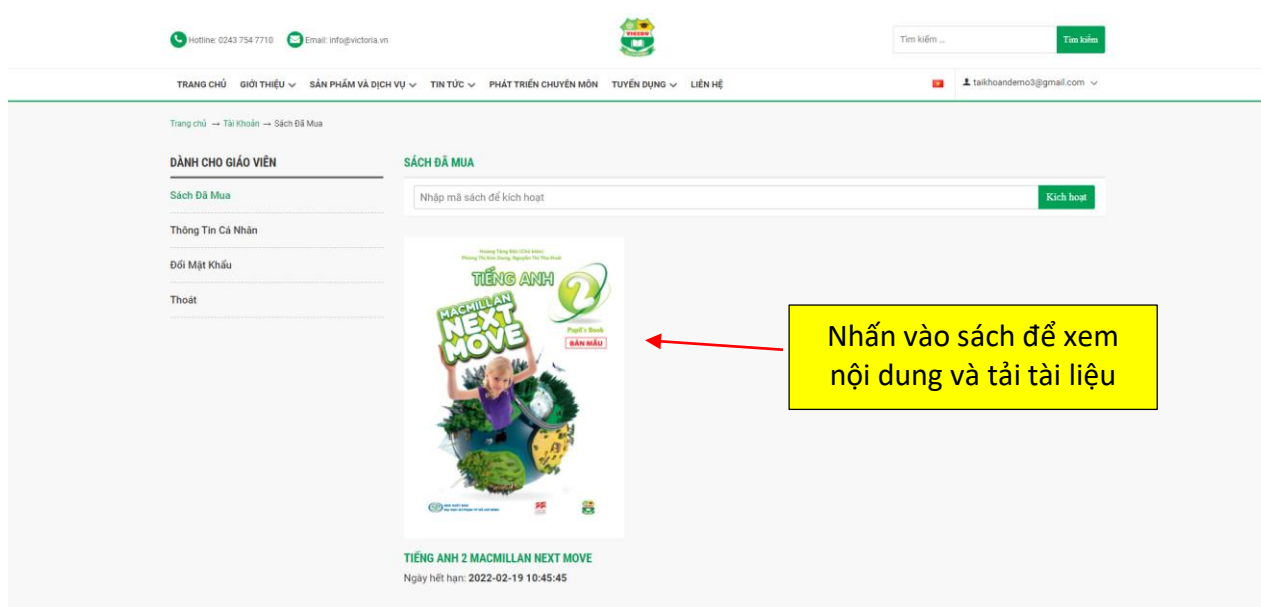 Hotline: 0243 754 7710
Email: info@victoria.vn
Tìm kiếm ...
Tìm kiếm
TRANG CHỦ
GIỚI THIỆU
SẢN PHẨM VÀ DỊCH VỤ
TIN TỨC
PHÁT TRIỂN CHUYÊN MÔN
TUYỂN DỤNG
LIÊN HỆ
taikhoandemo3@gmail.com
Trang chủ → Tài Khoản → Sách Đã Mua
DÀNH CHO GIÁO VIÊN
Sách Đã Mua
Thông Tin Cá Nhân
Đổi Mật Khẩu
Thoát
SÁCH ĐÃ MUA
Nhập mã sách để kích hoạt
Kích hoạt
TIẾNG ANH 2
MACMILLAN
NEXT
MOVE
Pupil's Book
BẢN MẪU
Nhấn vào sách để xem
nội dung và tải tài liệu
TIẾNG ANH 2 MACMILLAN NEXT MOVE
Ngày hết hạn: 2022-02-19 10:45:45